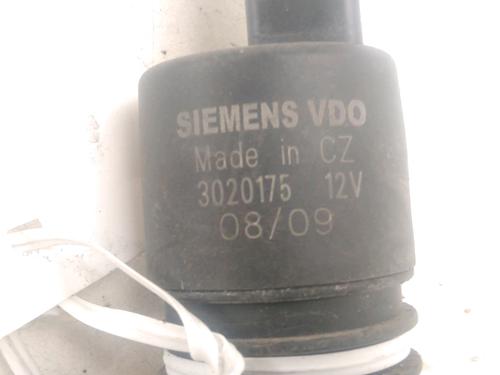 SIEMENS VDO
Made in CZ
3020175 12V
08/09